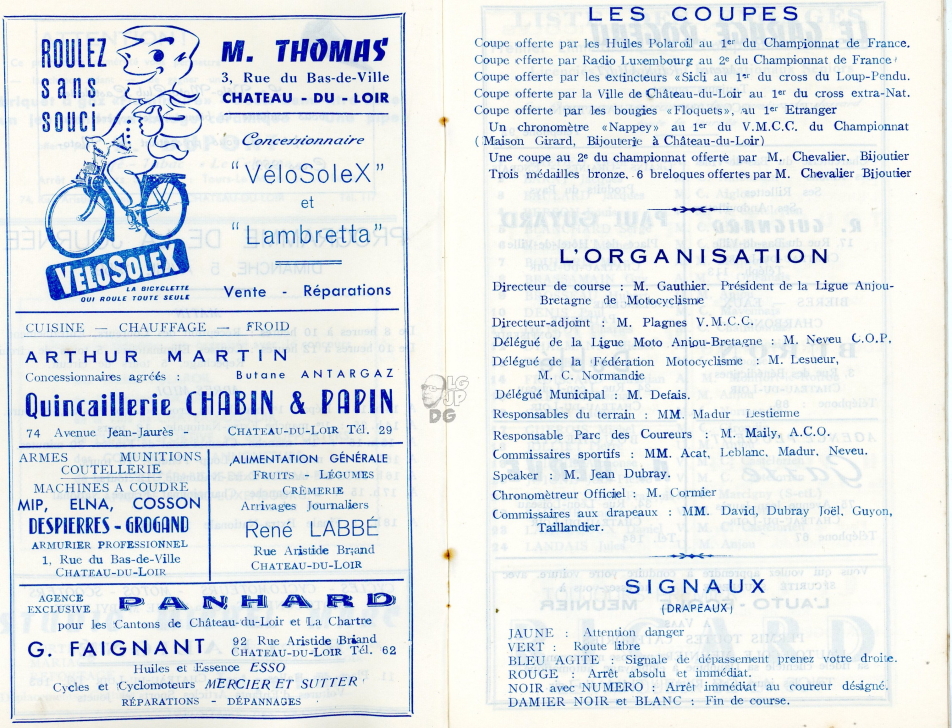 ROULEZ
sans
souci
M. THOMAS
3, Rue du Bas-de-Ville
CHATEAU - DU - LOIR
Concessionnaire
"VéloSoleX"
et
"Lambretta"
Vente - Réparations
VELOSOLEX
LA BICYCLETTE
QUI ROULE TOUTE SEULE
CUISINE — CHAUFFAGE — FROID
ARTHUR MARTIN
Concessionnaires agréés : Butane ANTARGAZ
Quincaillerie CHABIN & PAPIN
74 Avenue Jean-Jaurès - CHATEAU-DU-LOIR Tél. 29
ARMES MUNITIONS
COUTELLERIE
MACHINES A COUDRE
MIP, ELNA, COSSON
DESPIERRES - GROGAND
ARMURIER PROFESSIONNEL
1, Rue du Bas-de-Ville
CHATEAU-DU-LOIR
ALIMENTATION GÉNÉRALE
FRUITS - LÉGUMES
CRÈMERIE
Arrivages Journaliers
René LABBÉ
Rue Aristide Briand
CHATEAU-DU-LOIR
AGENCE
EXCLUSIVE PANHARD
pour les Cantons de Château-du-Loir et La Chartre
G. FAIGNANT 92 Rue Aristide Briand
CHATEAU-DU-LOIR Tél. 62
Huiles et Essence ESSO
Cycles et Cyclomoteurs MERCIER ET SUTTER
RÉPARATIONS - DÉPANNAGES
LES COUPES
Coupe offerte par les Huiles Polaroil au 1er du Championnat de France.
Coupe offerte par Radio Luxembourg au 2e du Championnat de France
Coupe offerte par les extincteurs «Sicli au 1er du cross du Loup-Pendu.
Coupe offerte par la Ville de Château-du-Loir au 1er du cross extra-Nat.
Coupe offerte par les bougies «Floquets», au 1er Etranger
Un chronomètre «Nappey» au 1er du V.M.C.C. du Championnat
(Maison Girard, Bijouterie à Château-du-Loir)
Une coupe au 2e du championnat offerte par M. Chevalier, Bijoutier
Trois médailles bronze, 6 breloques offertes par M. Chevalier Bijoutier
L'ORGANISATION
Directeur de course : M. Gauthier. Président de la Ligue Anjou-
Bretagne de Motocyclisme
Directeur-adjoint : M. Plagnes V.M.C.C.
Délégué de la Ligue Moto Anjou-Bretagne : M. Neveu C.O.P.
Délégué de la Fédération Motocyclisme : M. Lesueur,
M. C. Normandie
Délégué Municipal : M. Defais.
Responsables du terrain : MM. Madur Lestienne
Responsable Parc des Coureurs : M. Maily, A.C.O.
Commissaires sportifs : MM. Acat, Leblanc, Madur, Neveu.
Speaker : M. Jean Dubray.
Chronomètreur Officiel : M. Cormier
Commissaires aux drapeaux : MM. David, Dubray Joël, Guyon,
Taillandier.
SIGNAUX
(DRAPEAUX)
JAUNE : Attention danger
VERT : Route libre
BLEU AGITE : Signale de dépassement prenez votre droite.
ROUGE : Arrêt absolu et immédiat.
NOIR avec NUMERO : Arrêt immédiat au coureur désigné.
DAMIER NOIR et BLANC : Fin de course.
LG
JP
DG